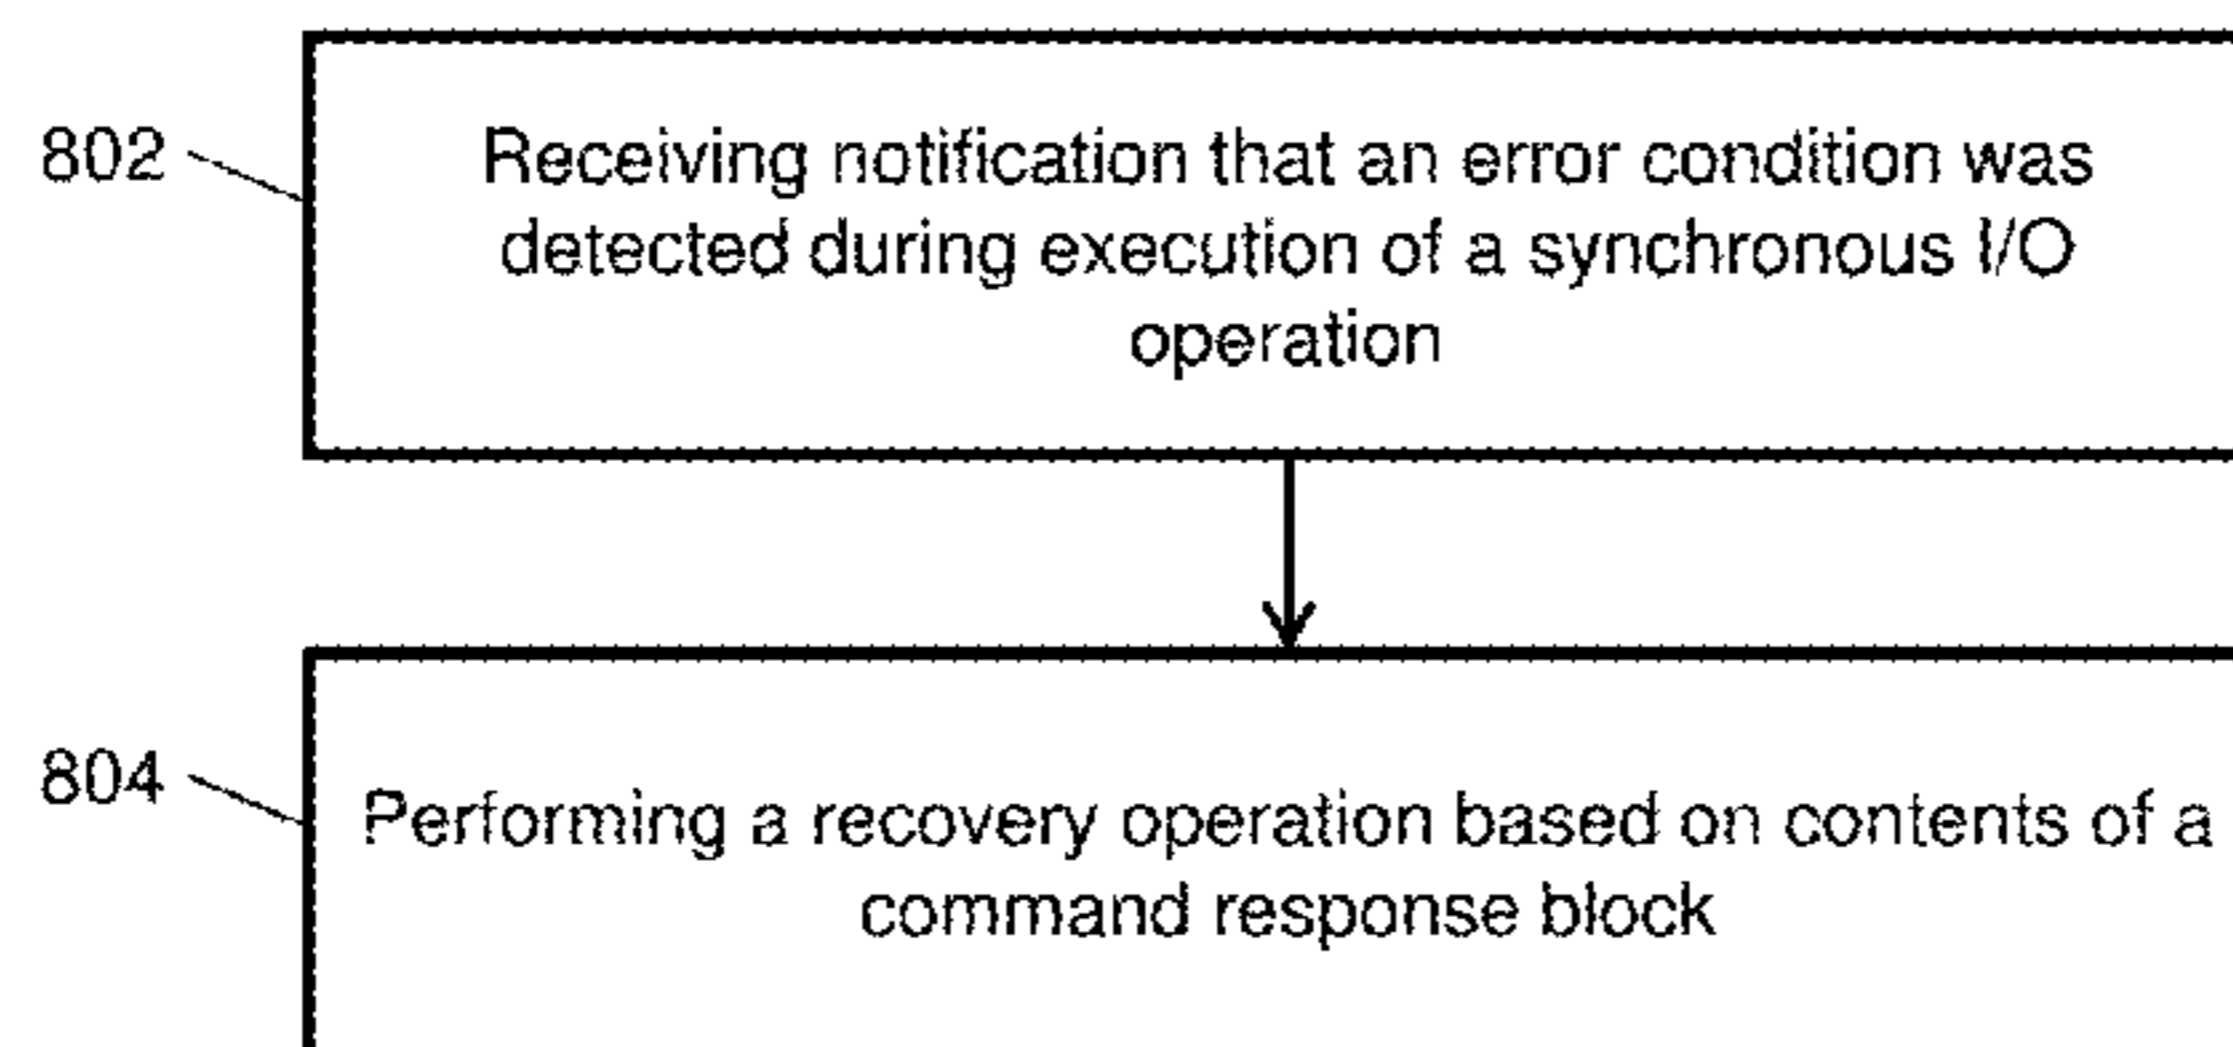 802
Receiving notification that an error condition was
detected during execution of a synchronous I/O
operation
804
Performing a recovery operation based on contents of a
command response block